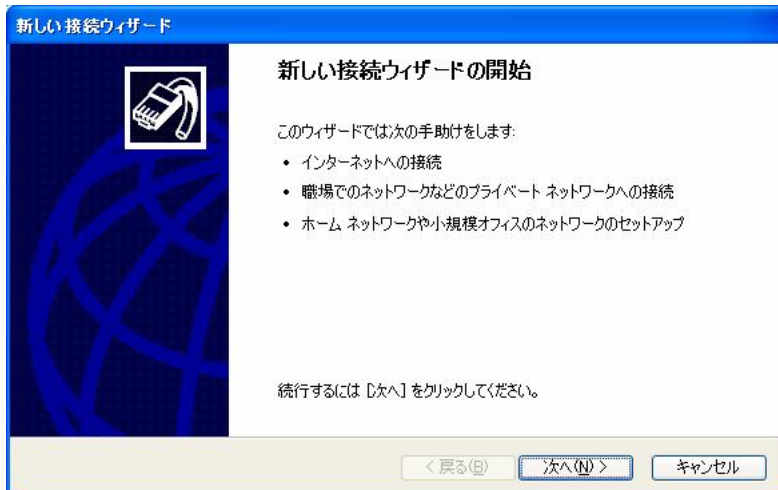 新しい接続ウィザード
新しい接続ウィザードの開始
このウィザードでは次の手助けをします:
• インターネットへの接続
• 職場でのネットワークなどのプライベート ネットワークへの接続
• ホーム ネットワークや小規模オフィスのネットワークのセットアップ
続行するには [次へ] をクリックしてください。
< 戻る(B) 次へ(N) > キャンセル